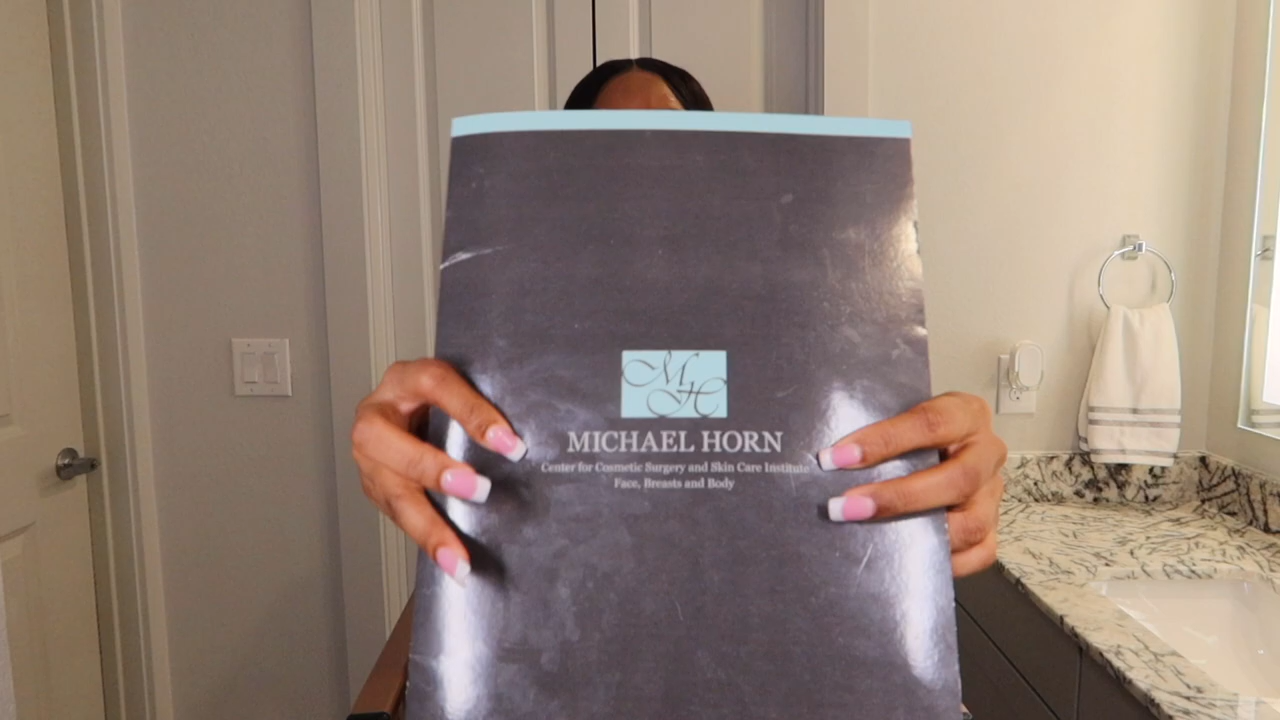 MH
MICHAEL HORN
Center for Cosmetic Surgery and Skin Care Institute
Face, Breasts and Body